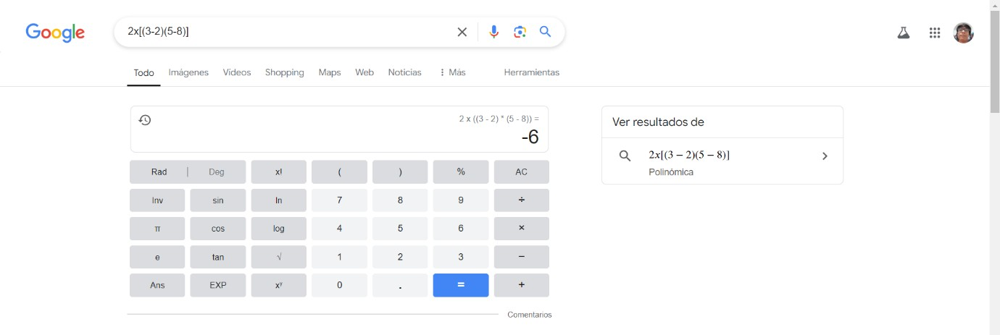 Google
2x[(3-2)(5-8)]
Todo Imágenes Vídeos Shopping Maps Web Noticias Más Herramientas
2 x ((3 - 2) * (5 - 8)) =
-6
Rad | Deg x! ( ) % AC
Inv sin ln 7 8 9 ÷
π cos log 4 5 6 ×
e tan √ 1 2 3 −
Ans EXP xʸ 0 . = +
Comentarios
Ver resultados de
2x[(3 − 2)(5 − 8)]
Polinómica